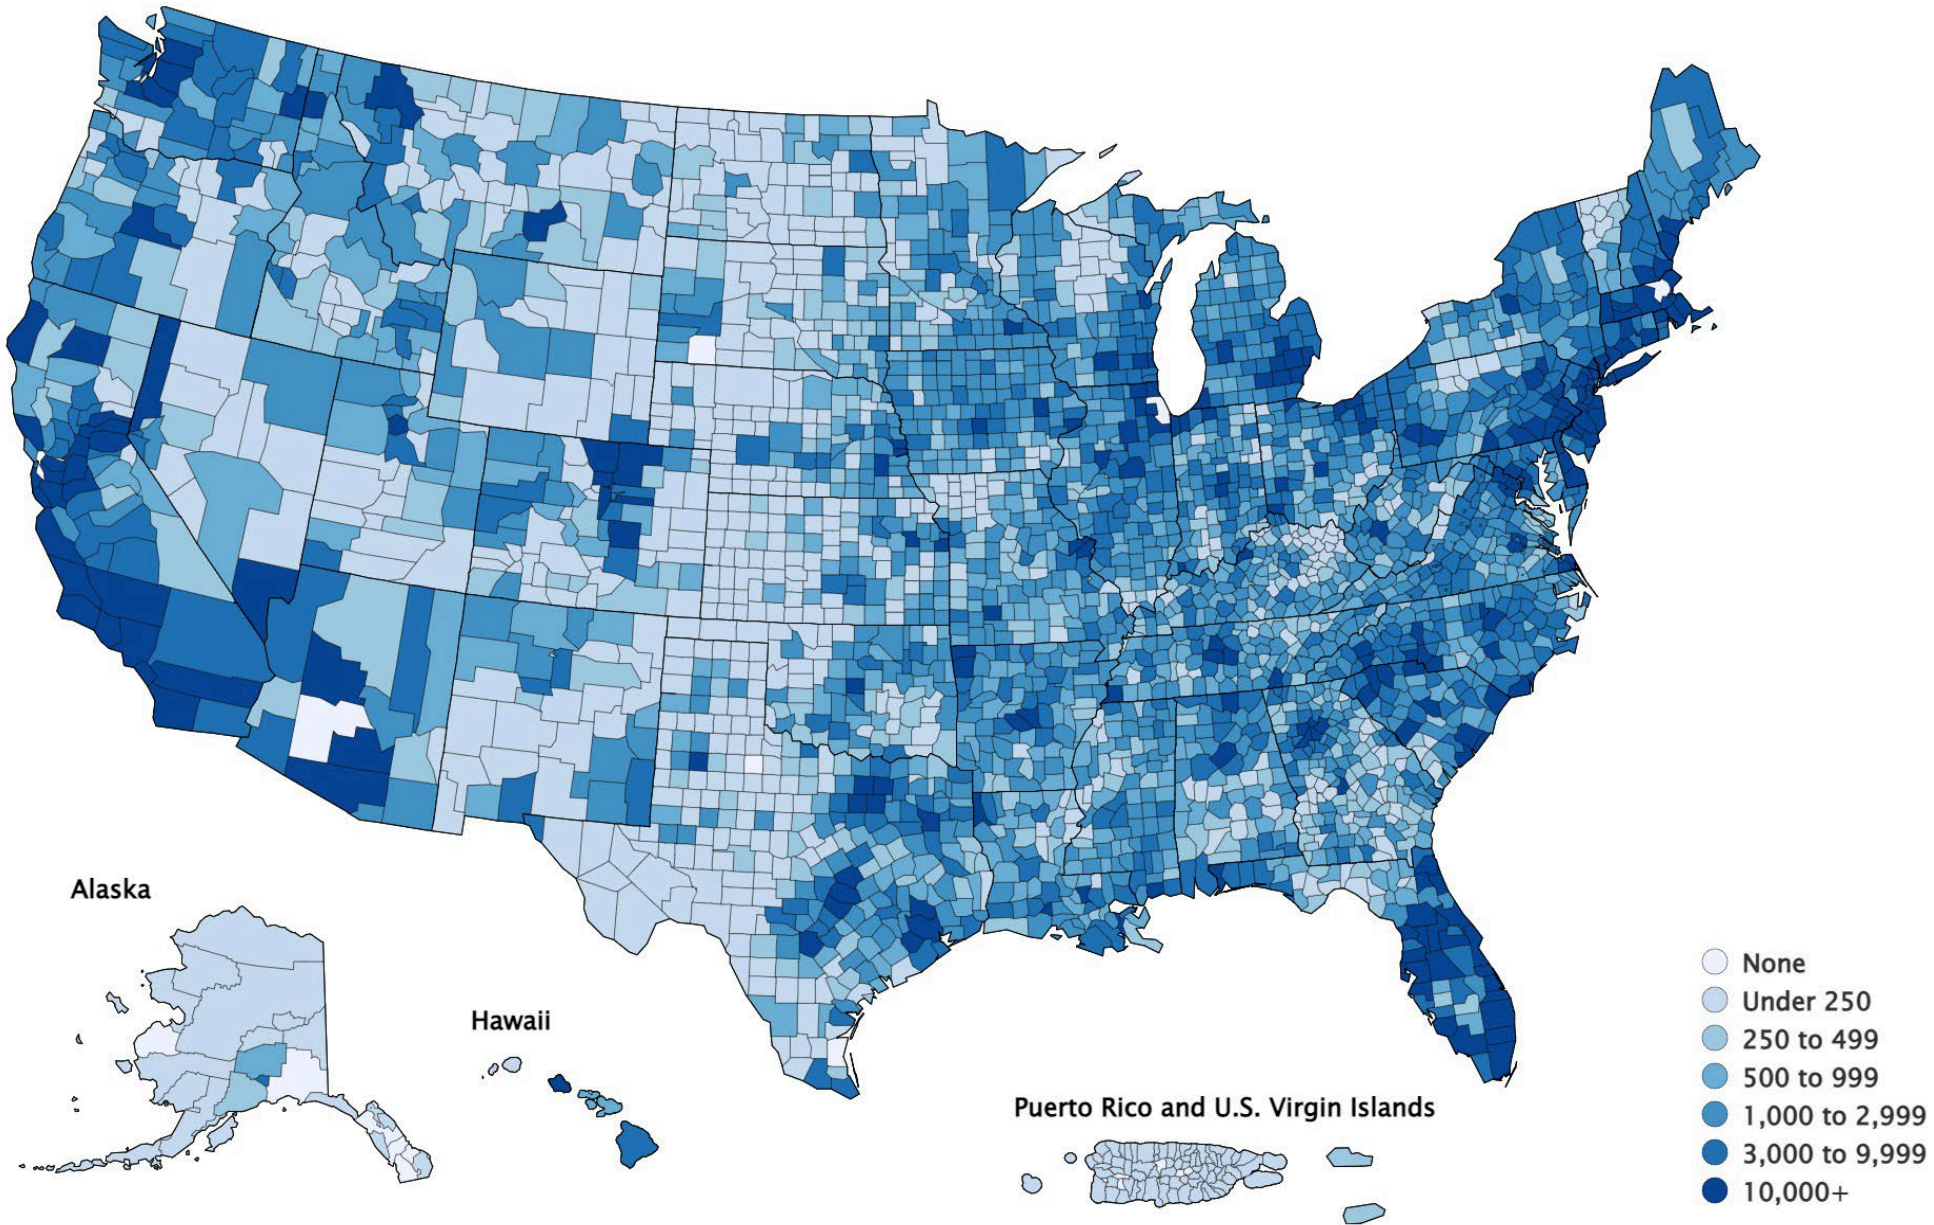 Alaska
Hawaii
Puerto Rico and U.S. Virgin Islands
None
Under 250
250 to 499
500 to 999
1,000 to 2,999
3,000 to 9,999
10,000+